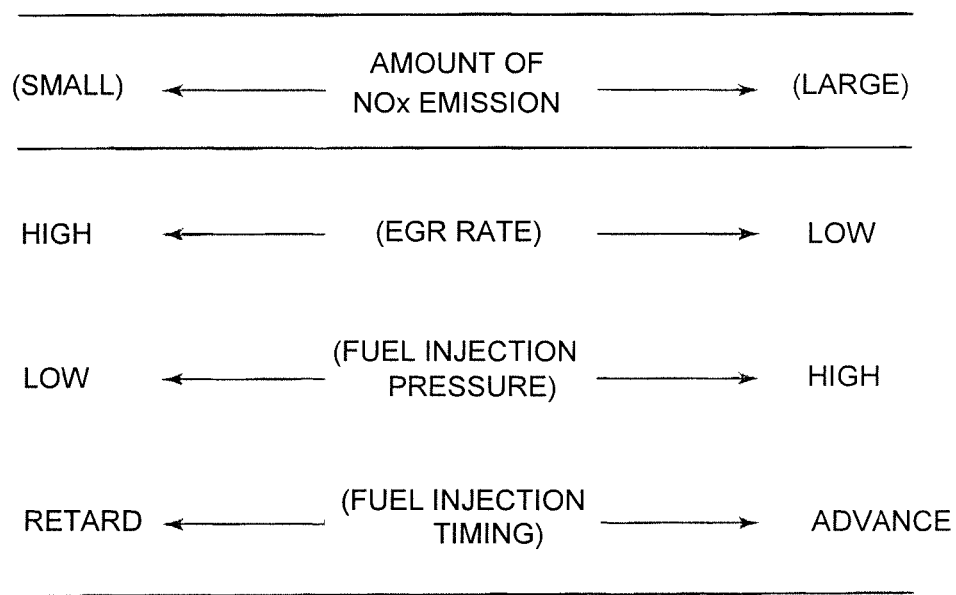 (SMALL) AMOUNT OF NOx EMISSION (LARGE)
HIGH (EGR RATE) LOW
LOW (FUEL INJECTION PRESSURE) HIGH
RETARD (FUEL INJECTION TIMING) ADVANCE